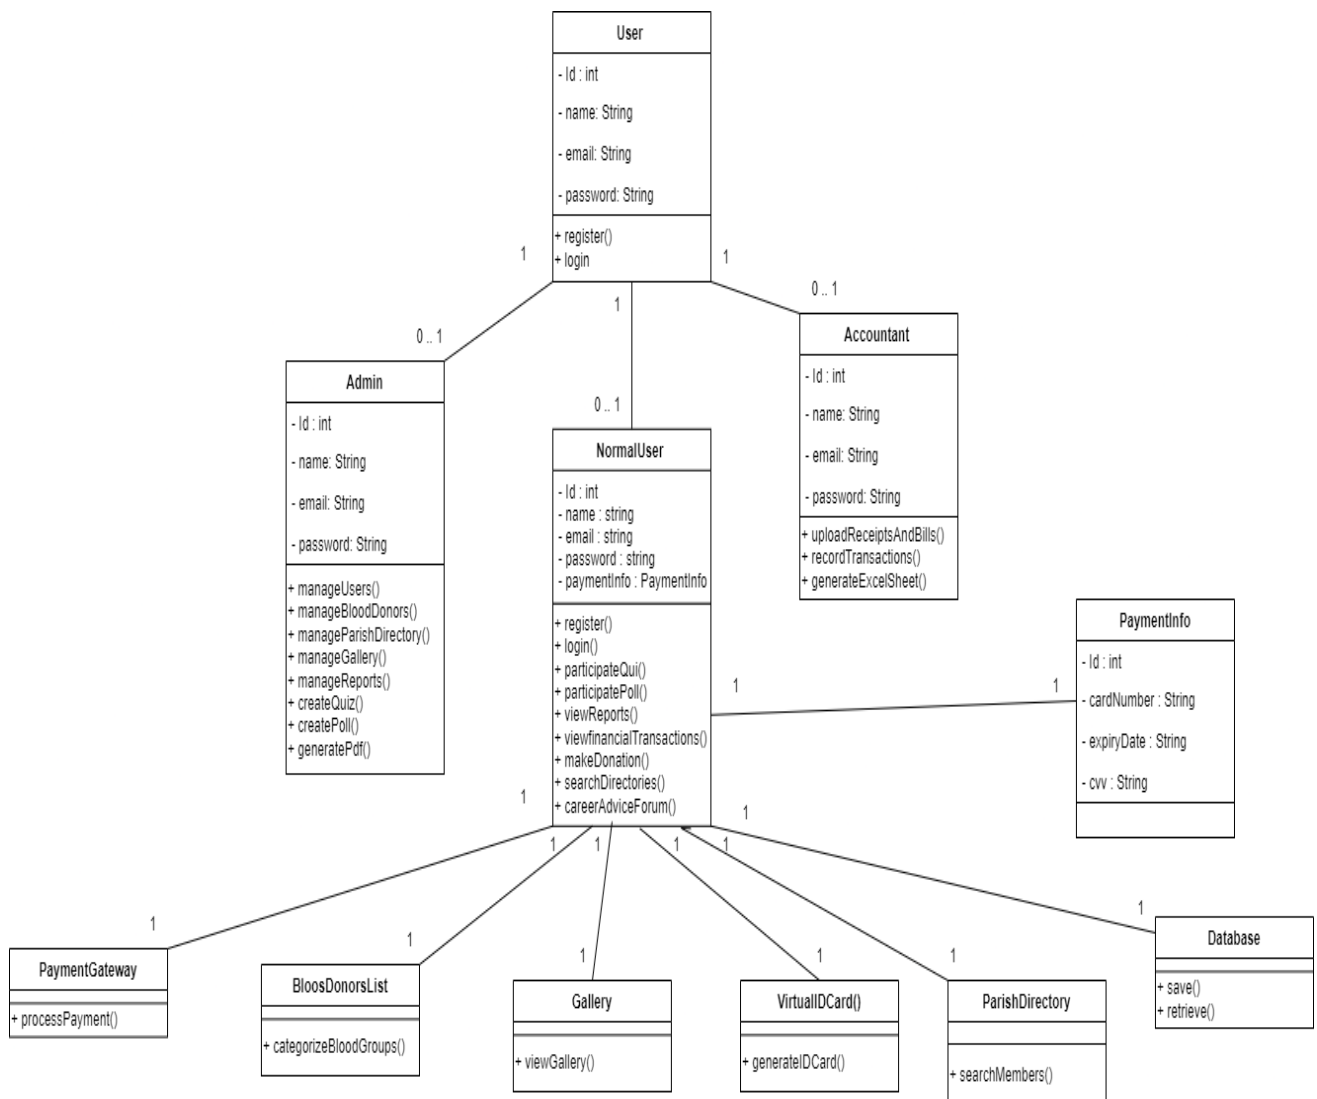 User
- Id : int
- name: String
- email: String
- password: String
+ register()
+ login
1
1
1
0 .. 1
0 .. 1
0 .. 1
Admin
- Id : int
- name: String
- email: String
- password: String
+ manageUsers()
+ manageBloodDonors()
+ manageParishDirectory()
+ manageGallery()
+ manageReports()
+ createQuiz()
+ createPoll()
+ generatePdf()
NormalUser
- Id : int
- name : string
- email : string
- password : string
- paymentInfo : PaymentInfo
+ register()
+ login()
+ participateQui()
+ participatePoll()
+ viewReports()
+ viewfinancialTransactions()
+ makeDonation()
+ searchDirectories()
+ careerAdviceForum()
Accountant
- Id : int
- name: String
- email: String
- password: String
+ uploadReceiptsAndBills()
+ recordTransactions()
+ generateExcelSheet()
PaymentInfo
- Id : int
- cardNumber : String
- expiryDate : String
- cvv : String
1
1
1
1
1
1
1
1
1
1
1
1
1
1
PaymentGateway
+ processPayment()
BloosDonorsList
+ categorizeBloodGroups()
Gallery
+ viewGallery()
VirtualIDCard()
+ generateIDCard()
ParishDirectory
+ searchMembers()
Database
+ save()
+ retrieve()